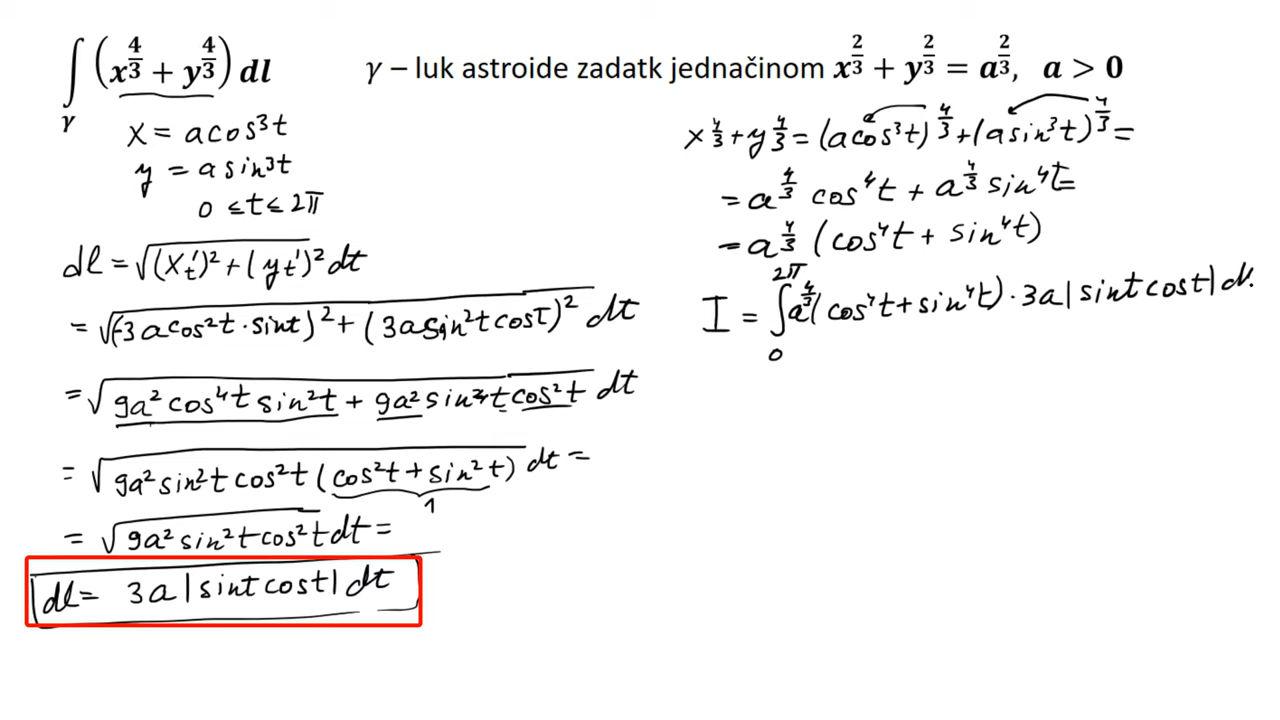 ∫γ (x^4/3 + y^4/3) dl
γ – luk astroide zadatk jednačinom x^2/3 + y^2/3 = a^2/3, a > 0
x = a cos³t
y = a sin³t
0 ≤ t ≤ 2π
dl = √((x't)² + (y't)²) dt
= √((-3a cos²t · sint)² + (3a sin²t cost)²) dt
= √(9a² cos⁴t sin²t + 9a² sin⁴t cos²t) dt
= √(9a² sin²t cos²t (cos²t + sin²t)) dt =
1
= √(9a² sin²t cos²t) dt =
dl = 3a |sint cost| dt
x^4/3 + y^4/3 = (a cos³t)^4/3 + (a sin³t)^4/3 =
= a^4/3 cos⁴t + a^4/3 sin⁴t =
= a^4/3 (cos⁴t + sin⁴t)
I = ∫₀^2π a^4/3 (cos⁴t + sin⁴t) · 3a |sint cost| dt